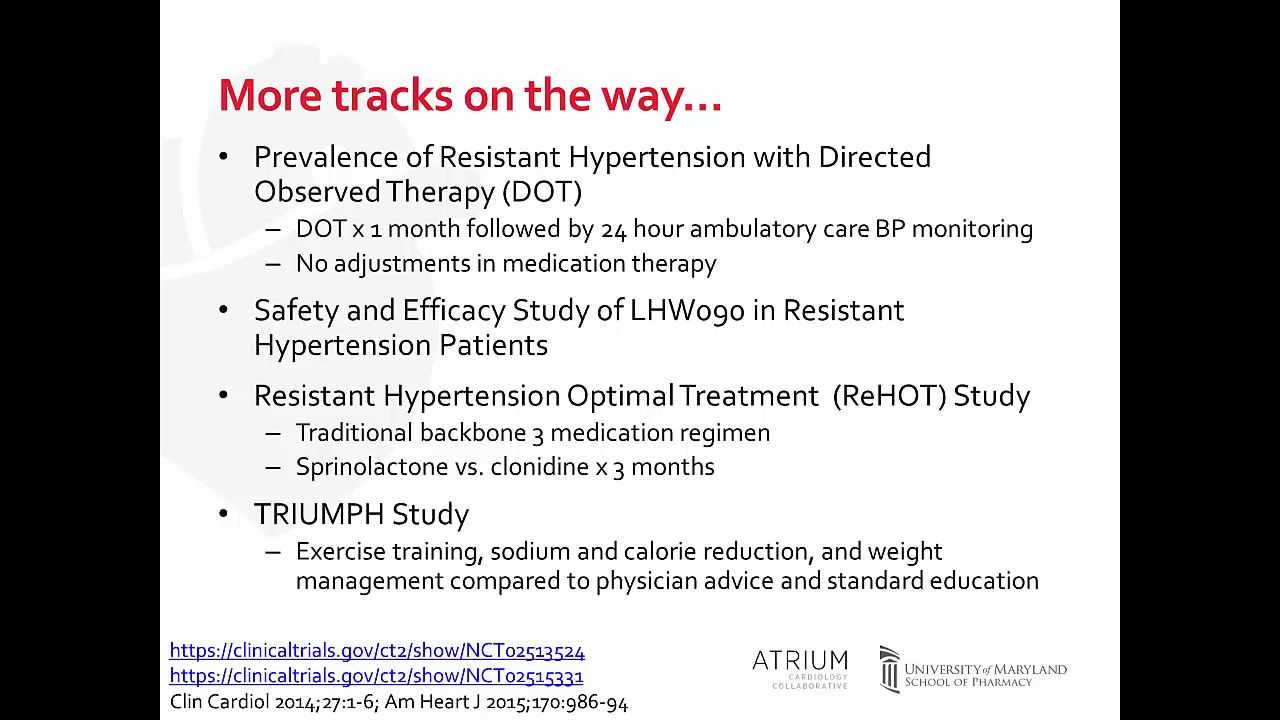 More tracks on the way...
• Prevalence of Resistant Hypertension with Directed
Observed Therapy (DOT)
– DOT x 1 month followed by 24 hour ambulatory care BP monitoring
– No adjustments in medication therapy
• Safety and Efficacy Study of LHW090 in Resistant
Hypertension Patients
• Resistant Hypertension Optimal Treatment (ReHOT) Study
– Traditional backbone 3 medication regimen
– Sprinolactone vs. clonidine x 3 months
• TRIUMPH Study
– Exercise training, sodium and calorie reduction, and weight
management compared to physician advice and standard education
https://clinicaltrials.gov/ct2/show/NCT02513524
https://clinicaltrials.gov/ct2/show/NCT02515331
Clin Cardiol 2014;27:1-6; Am Heart J 2015;170:986-94
ATRIUM
CARDIOLOGY
COLLABORATIVE
UNIVERSITY of MARYLAND
SCHOOL OF PHARMACY